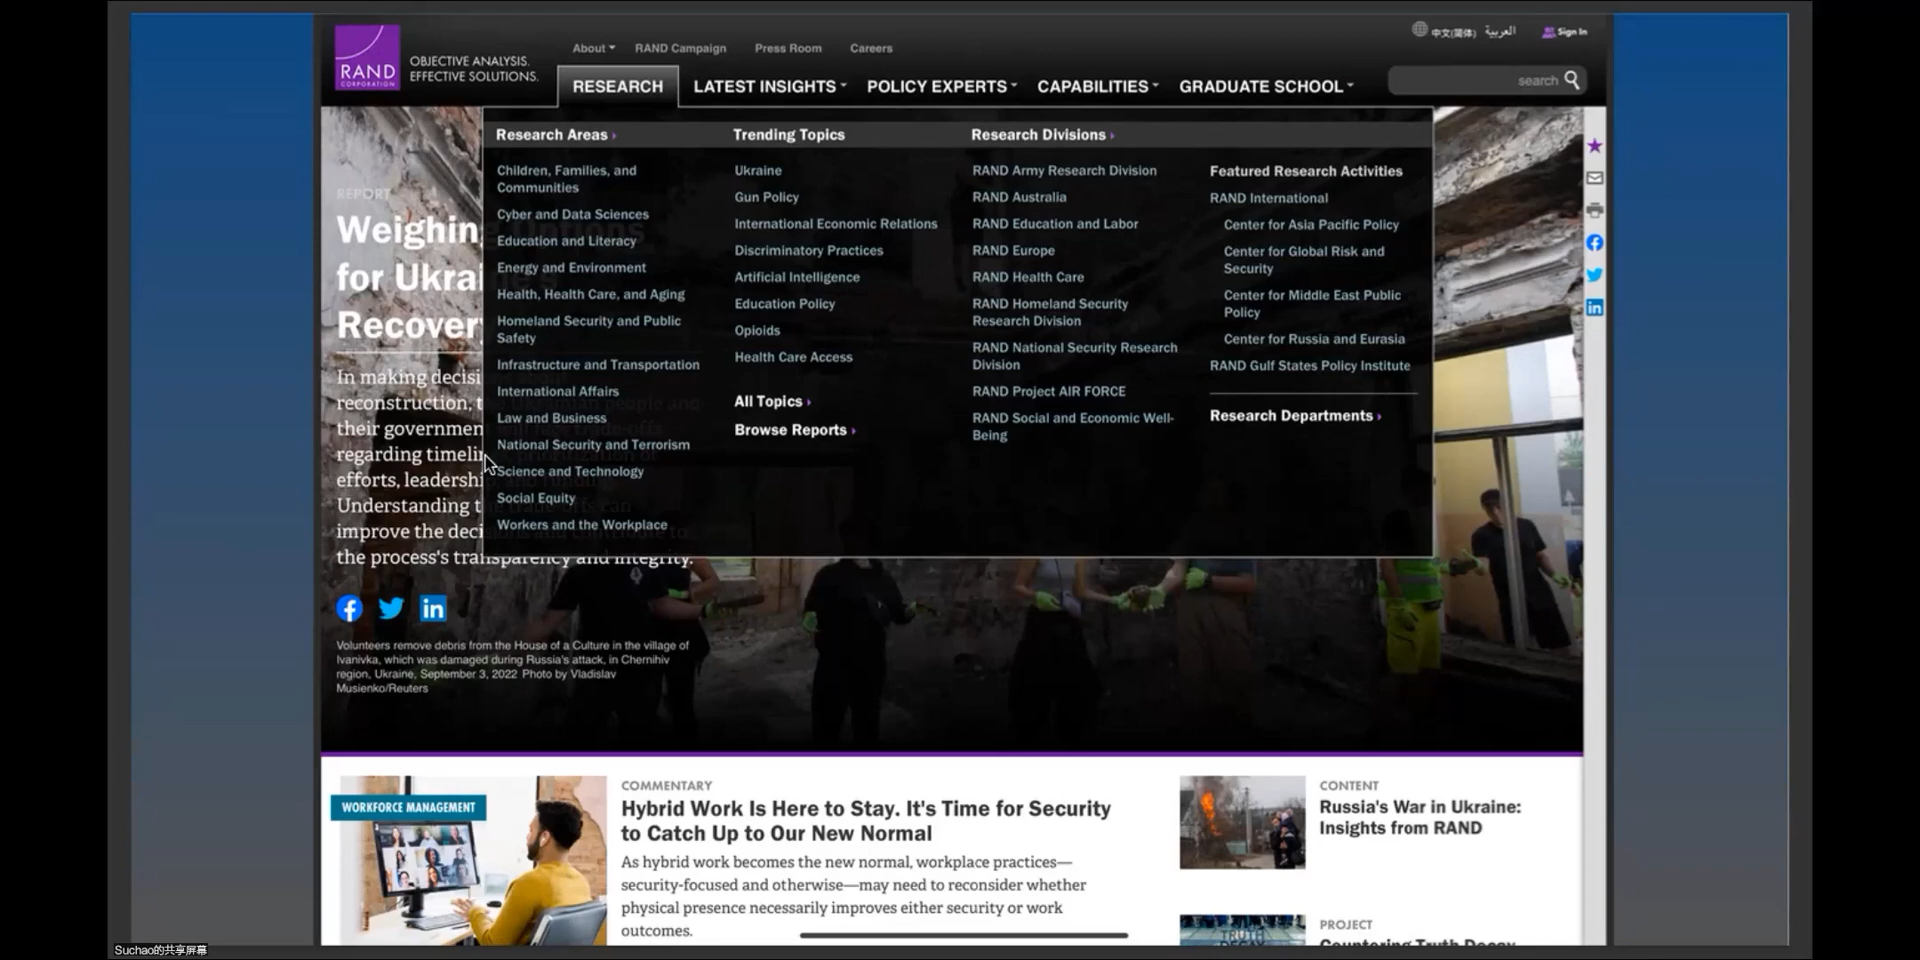 RAND
CORPORATION
OBJECTIVE ANALYSIS.
EFFECTIVE SOLUTIONS.
About
RAND Campaign
Press Room
Careers
中文(简体)
العربية
Sign In
RESEARCH
LATEST INSIGHTS
POLICY EXPERTS
CAPABILITIES
GRADUATE SCHOOL
search
REPORT
Weighin
for Ukrai
Recover
In making decisi
reconstruction, t
their governmen
regarding timelin
efforts, leadershi
Understanding t
improve the deci
the process's transparency and integrity.
Research Areas
Children, Families, and
Communities
Cyber and Data Sciences
Education and Literacy
Energy and Environment
Health, Health Care, and Aging
Homeland Security and Public
Safety
Infrastructure and Transportation
International Affairs
Law and Business
National Security and Terrorism
Science and Technology
Social Equity
Workers and the Workplace
Trending Topics
Ukraine
Gun Policy
International Economic Relations
Discriminatory Practices
Artificial Intelligence
Education Policy
Opioids
Health Care Access
All Topics
Browse Reports
Research Divisions
RAND Army Research Division
RAND Australia
RAND Education and Labor
RAND Europe
RAND Health Care
RAND Homeland Security
Research Division
RAND National Security Research
Division
RAND Project AIR FORCE
RAND Social and Economic Well-
Being
Featured Research Activities
RAND International
Center for Asia Pacific Policy
Center for Global Risk and
Security
Center for Middle East Public
Policy
Center for Russia and Eurasia
RAND Gulf States Policy Institute
Research Departments
Volunteers remove debris from the House of a Culture in the village of
Ivanivka, which was damaged during Russia's attack, in Chernihiv
region, Ukraine, September 3, 2022 Photo by Vladislav
Musienko/Reuters
WORKFORCE MANAGEMENT
COMMENTARY
Hybrid Work Is Here to Stay. It's Time for Security
to Catch Up to Our New Normal
As hybrid work becomes the new normal, workplace practices—
security-focused and otherwise—may need to reconsider whether
physical presence necessarily improves either security or work
outcomes.
CONTENT
Russia's War in Ukraine:
Insights from RAND
TRUTH
PROJECT
Countering Truth Decay
Suchao的共享屏幕